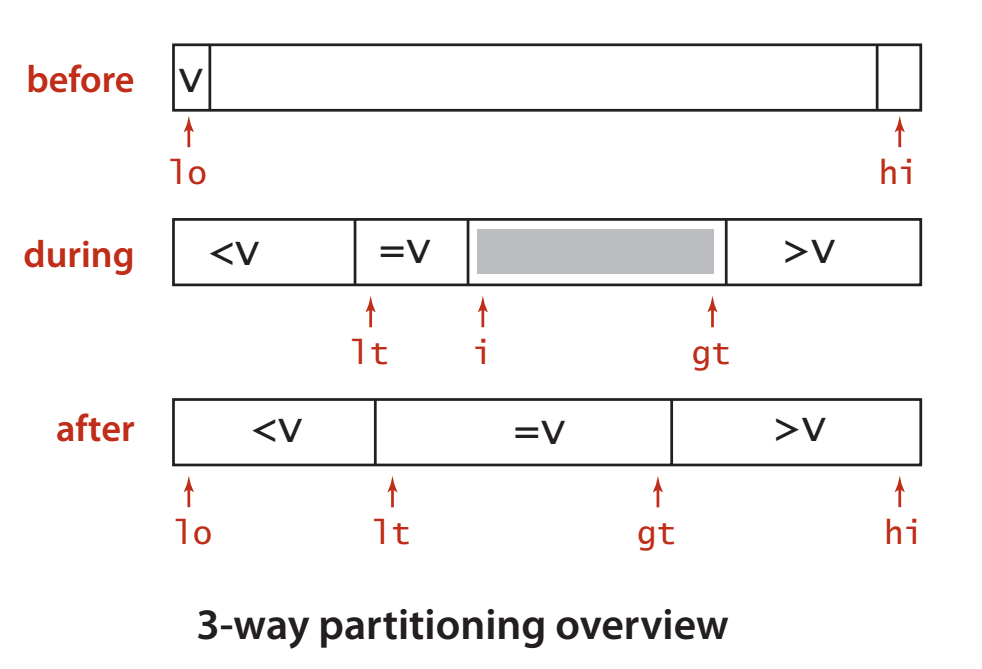 before V
lo hi
during <V =V >V
lt i gt
after <V =V >V
lo lt gt hi
3-way partitioning overview